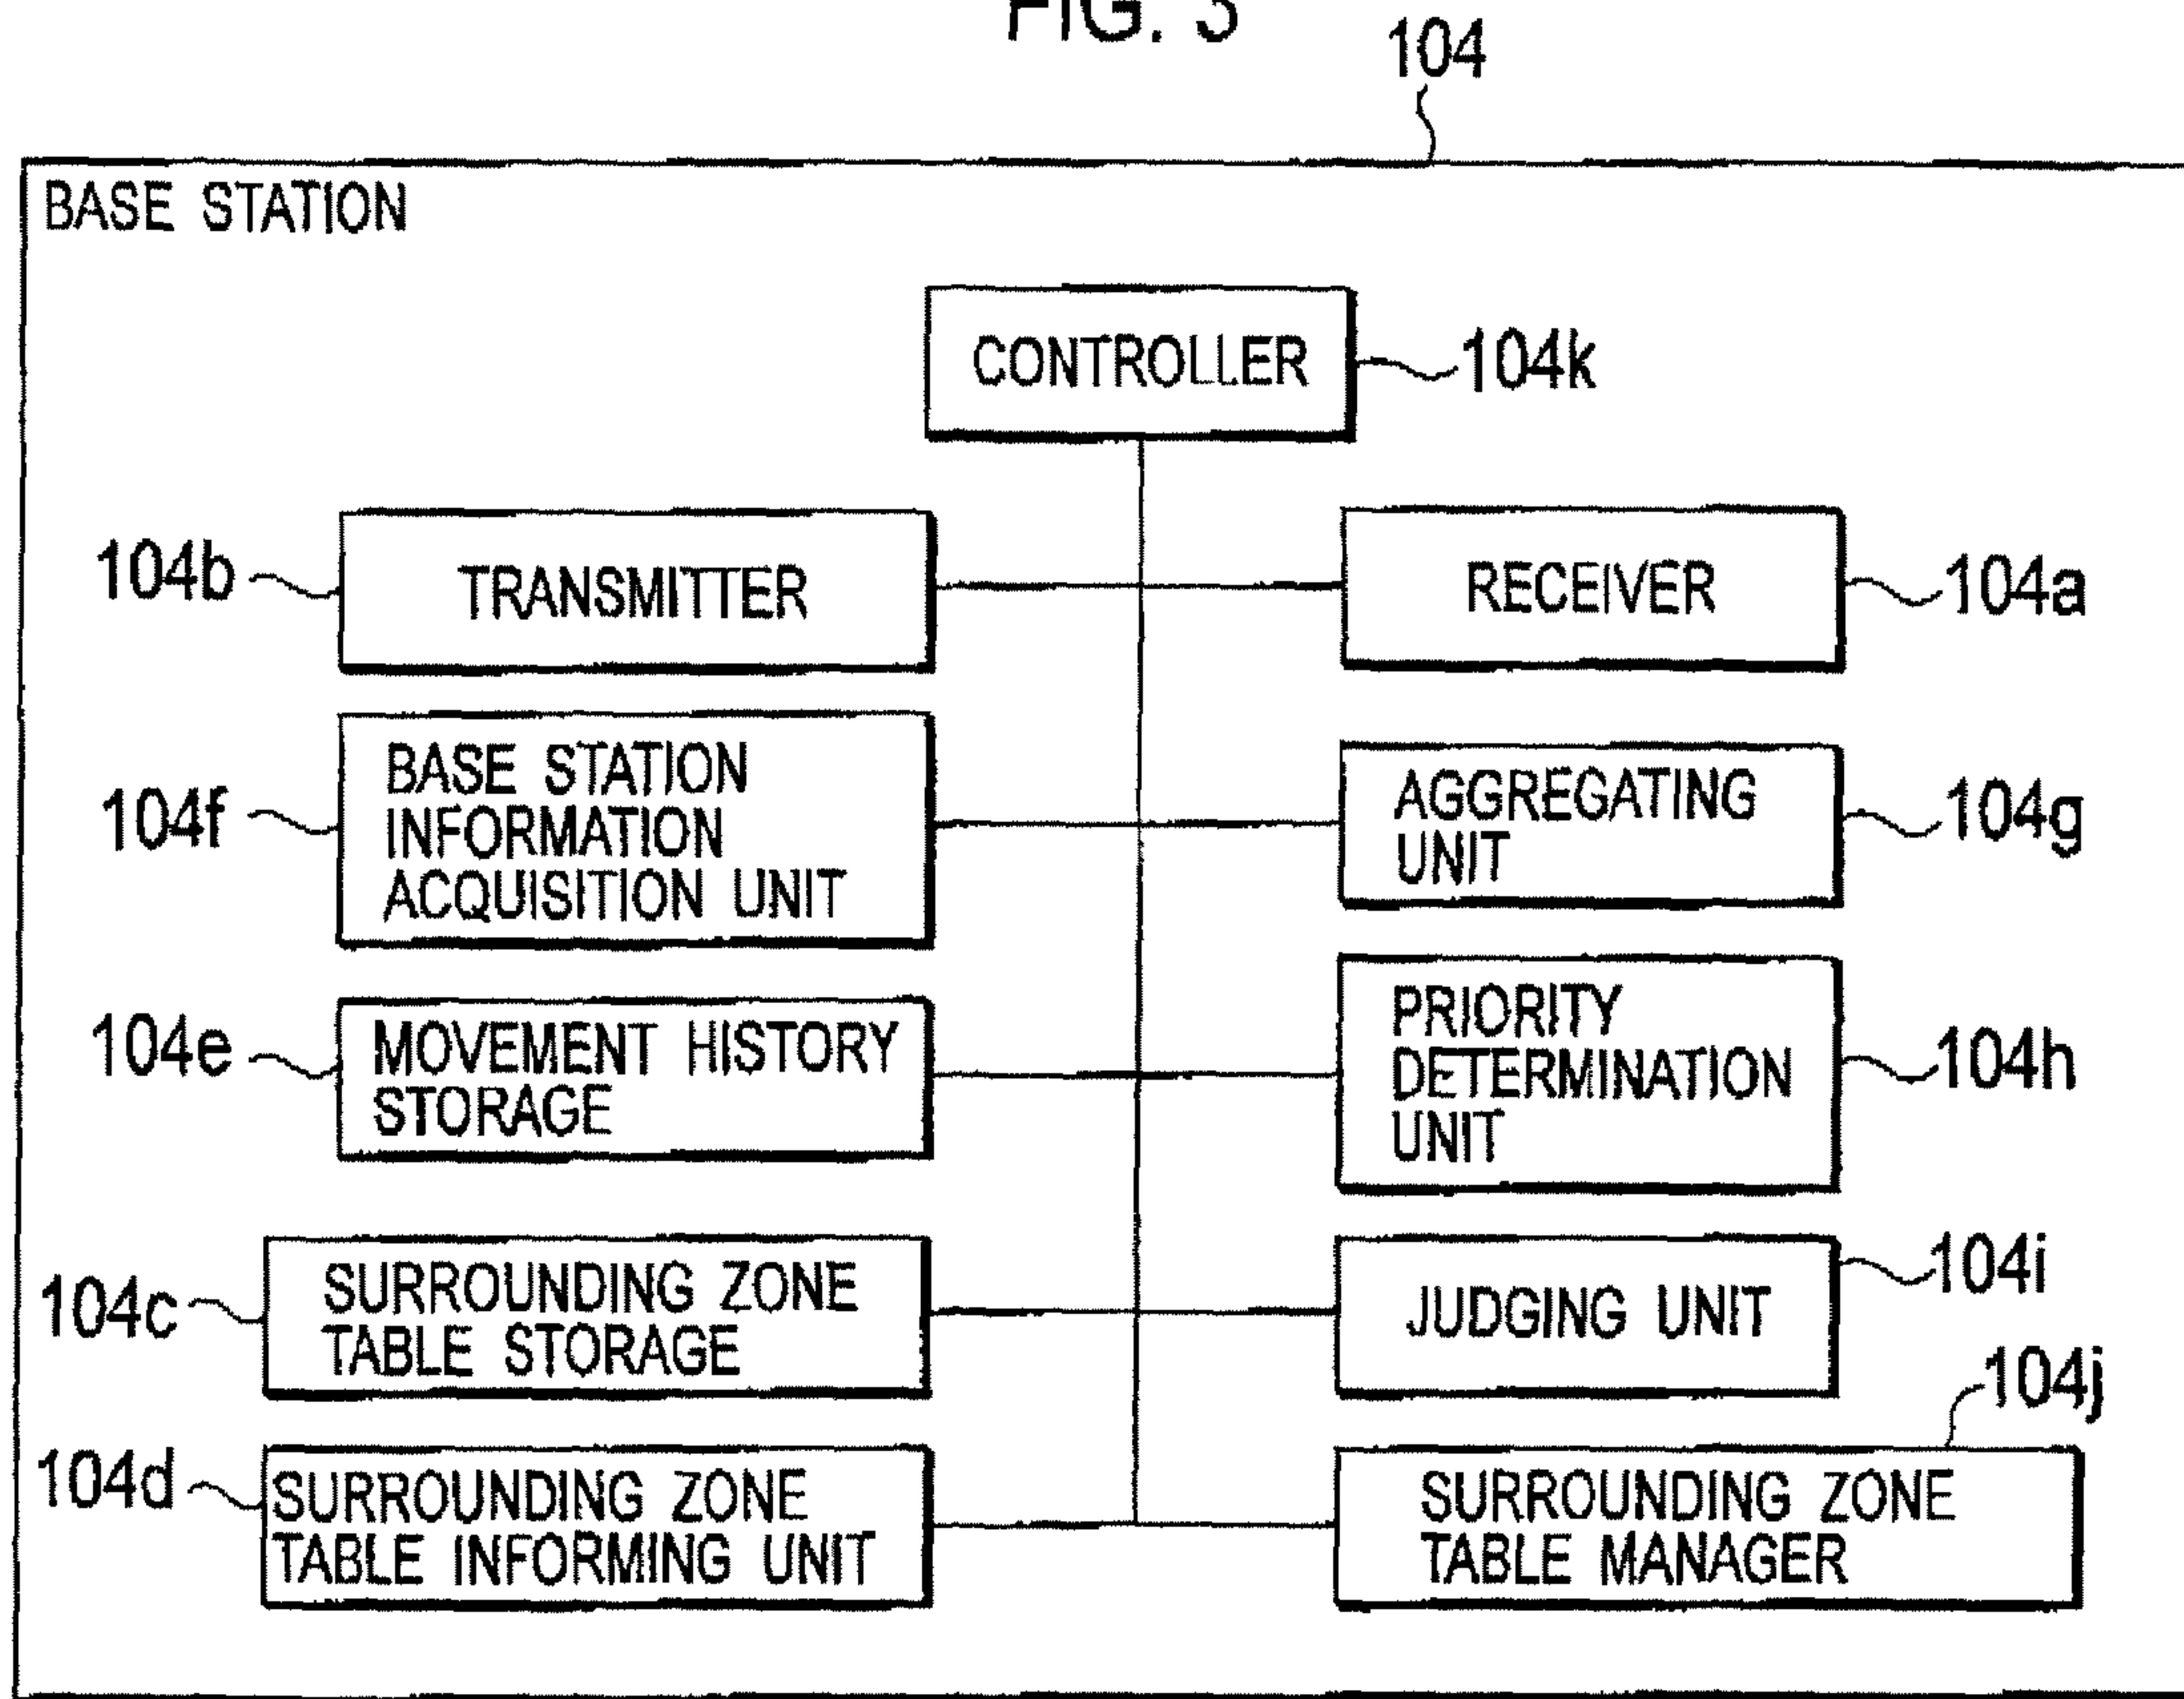 FIG. 3
104
BASE STATION
CONTROLLER
104k
104b
TRANSMITTER
RECEIVER
104a
104f
BASE STATION
INFORMATION
ACQUISITION UNIT
AGGREGATING
UNIT
104g
104e
MOVEMENT HISTORY
STORAGE
PRIORITY
DETERMINATION
UNIT
104h
104c
SURROUNDING ZONE
TABLE STORAGE
JUDGING UNIT
104i
104d
SURROUNDING ZONE
TABLE INFORMING UNIT
104j
SURROUNDING ZONE
TABLE MANAGER